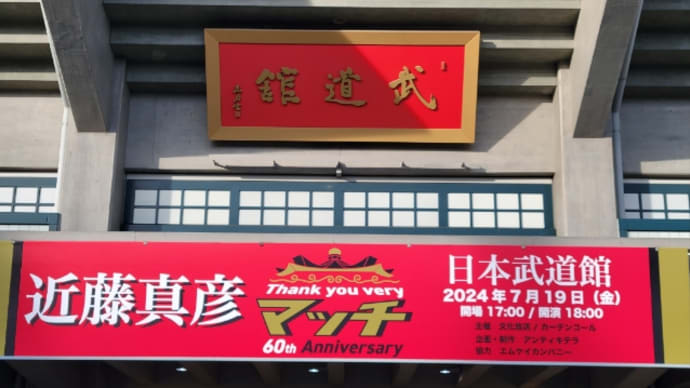 武道館
近藤真彦
Thank you very
マッチ
60th Anniversary
日本武道館
2024年7月19日（金）
開場 17:00 / 開演 18:00
主催 文化放送 / カーテンコール
企画・制作 アンティキテラ
協力 エムケイカンパニー